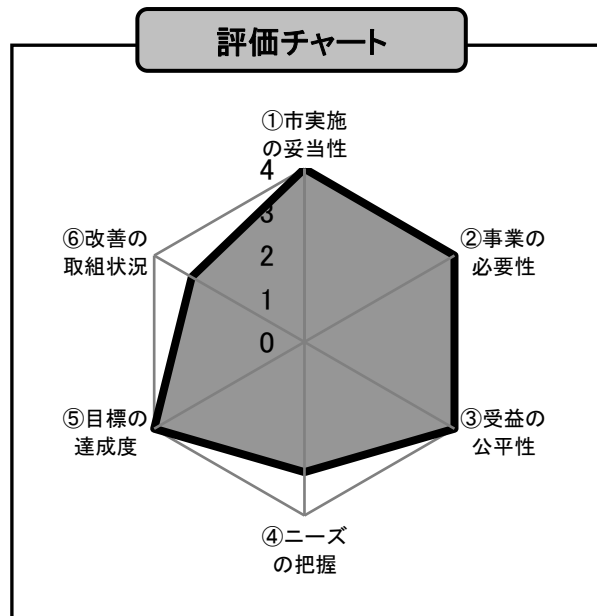 評価チャート
①市実施
の妥当性
4
3
2
1
0
②事業の
必要性
③受益の
公平性
④ニーズ
の把握
⑤目標の
達成度
⑥改善の
取組状況